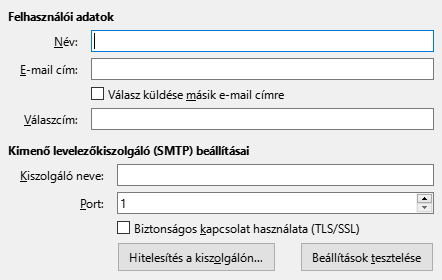 Felhasználói adatok
Név:
E-mail cím:
Válasz küldése másik e-mail címre
Válaszcím:
Kimenő levelezőkiszolgáló (SMTP) beállításai
Kiszolgáló neve:
Port: 1
Biztonságos kapcsolat használata (TLS/SSL)
Hitelesítés a kiszolgálón... Beállítások tesztelése